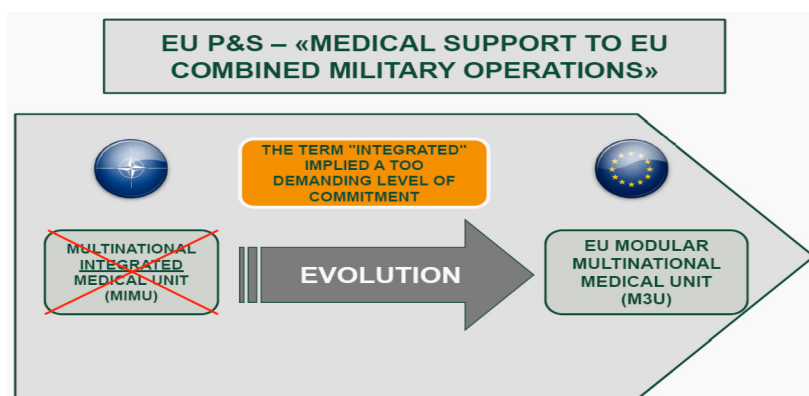 EU P&S – «MEDICAL SUPPORT TO EU
COMBINED MILITARY OPERATIONS»
THE TERM "INTEGRATED"
IMPLIED A TOO
DEMANDING LEVEL OF
COMMITMENT
MULTINATIONAL
INTEGRATED
MEDICAL UNIT
(MIMU)
EVOLUTION
EU MODULAR
MULTINATIONAL
MEDICAL UNIT
(M3U)